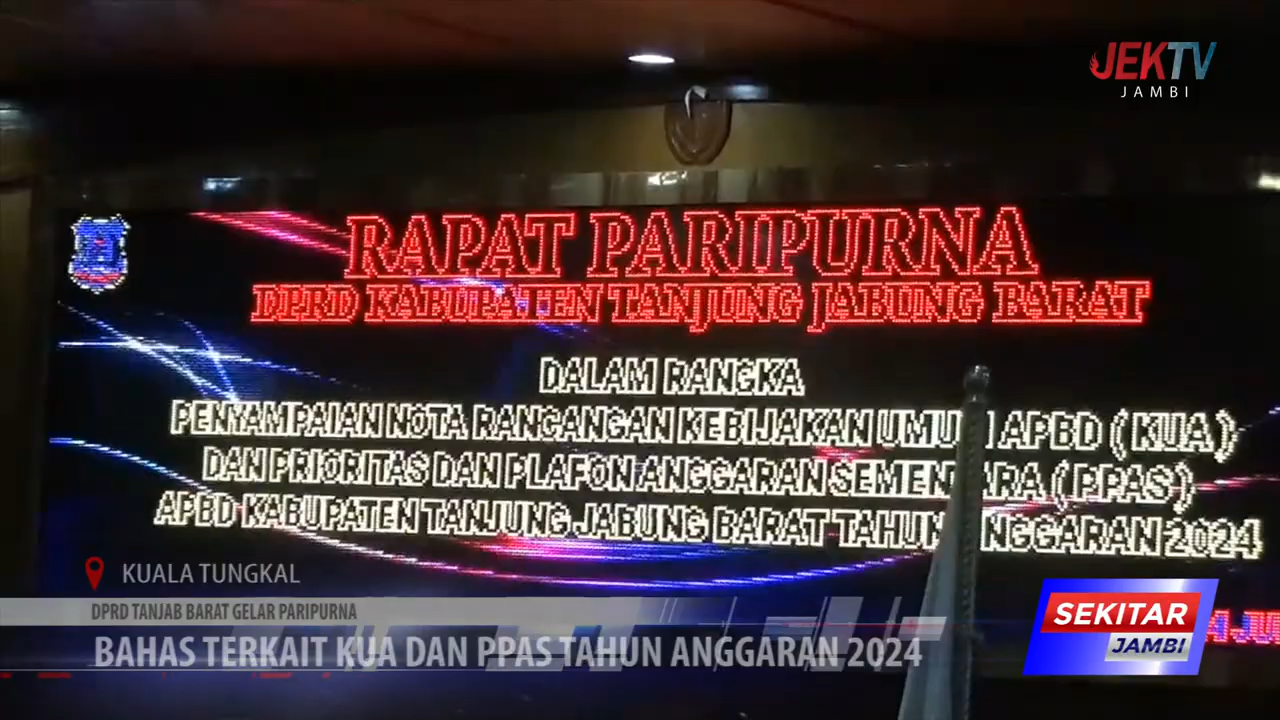 JEKTV
JAMBI
RAPAT PARIPURNA
DPRD KABUPATEN TANJUNG JABUNG BARAT
DALAM RANGKA
PENYAMPAIAN NOTA RANCANGAN KEBIJAKAN UMUM APBD (KUA)
DAN PRIORITAS DAN PLAFON ANGGARAN SEMENTARA (PPAS)
APBD KABUPATEN TANJUNG JABUNG BARAT TAHUN ANGGARAN 2024
KUALA TUNGKAL
DPRD TANJAB BARAT GELAR PARIPURNA
BAHAS TERKAIT KUA DAN PPAS TAHUN ANGGARAN 2024
SEKITAR
JAMBI